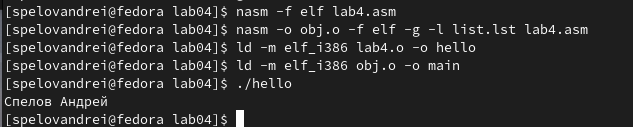 [spelovandrei@fedora lab04]$ nasm -f elf lab4.asm
[spelovandrei@fedora lab04]$ nasm -o obj.o -f elf -g -l list.lst lab4.asm
[spelovandrei@fedora lab04]$ ld -m elf_i386 lab4.o -o hello
[spelovandrei@fedora lab04]$ ld -m elf_i386 obj.o -o main
[spelovandrei@fedora lab04]$ ./hello
Спелов Андрей
[spelovandrei@fedora lab04]$